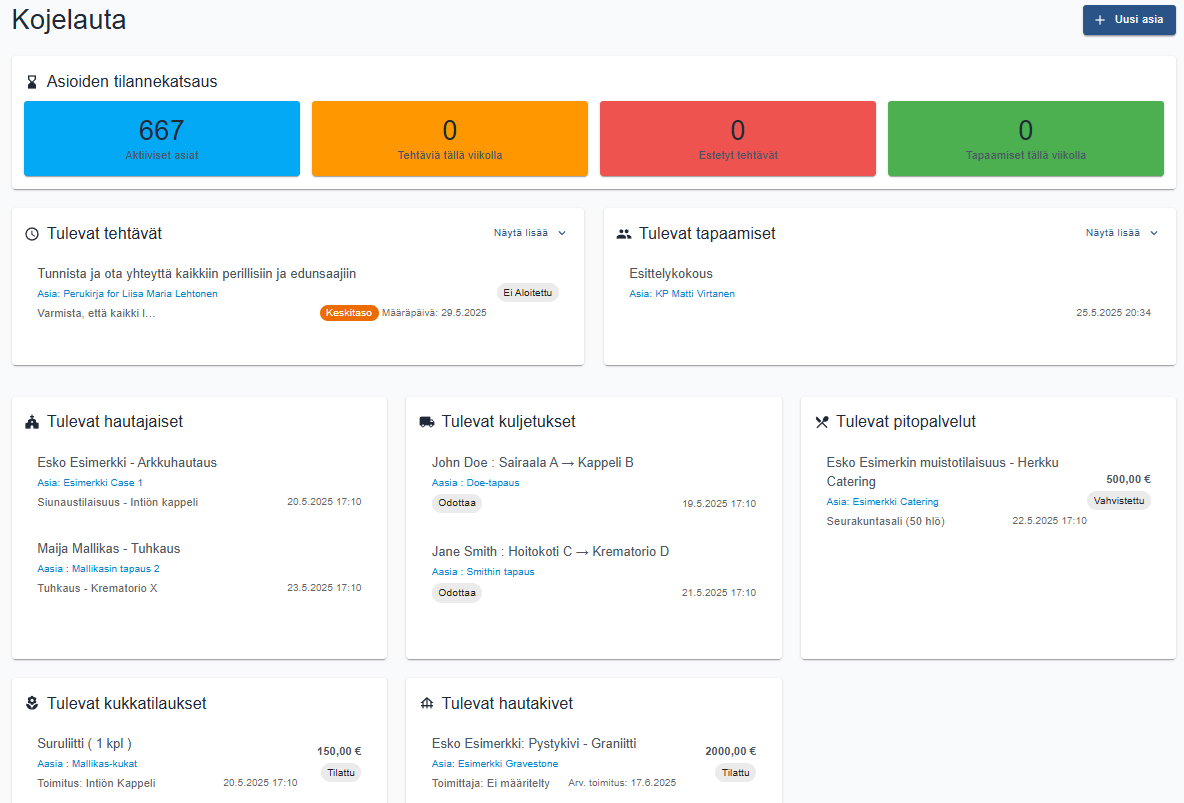 Kojelauta
Uusi asia
Asioiden tilannekatsaus
667
Aktiiviset asiat
0
Tehtäviä tällä viikolla
0
Estetyt tehtävät
0
Tapaamiset tällä viikolla
Tulevat tehtävät
Näytä lisää
Tunnista ja ota yhteyttä kaikkiin perillisiin ja edunsaajiin
Asia: Perukirja for Liisa Maria Lehtonen
Ei Aloitettu
Varmista, että kaikki l...
Keskitaso Määräpäivä: 29.5.2025
Tulevat tapaamiset
Näytä lisää
Esittelykokous
Asia: KP Matti Virtanen
25.5.2025 20:34
Tulevat hautajaiset
Esko Esimerkki - Arkkuhautaus
Asia: Esimerkki Case 1
Siunaustilaisuus - Intiön kappeli
20.5.2025 17:10
Maija Mallikas - Tuhkaus
Aasia : Mallikasin tapaus 2
Tuhkaus - Krematorio X
23.5.2025 17:10
Tulevat kuljetukset
John Doe : Sairaala A → Kappeli B
Aasia : Doe-tapaus
Odottaa
19.5.2025 17:10
Jane Smith : Hoitokoti C → Krematorio D
Aasia : Smithin tapaus
Odottaa
21.5.2025 17:10
Tulevat pitopalvelut
Esko Esimerkin muistotilaisuus - Herkku
Catering
500,00 €
Asia: Esimerkki Catering
Vahvistettu
Seurakuntasali (50 hlö)
22.5.2025 17:10
Tulevat kukkatilaukset
Suruliitti ( 1 kpl )
150,00 €
Aasia : Mallikas-kukat
Tilattu
Toimitus: Intiön Kappeli
20.5.2025 17:10
Tulevat hautakivet
Esko Esimerkki: Pystykivi - Graniitti
2000,00 €
Asia: Esimerkki Gravestone
Tilattu
Toimittaja: Ei määritelty
Arv. toimitus: 17.6.2025